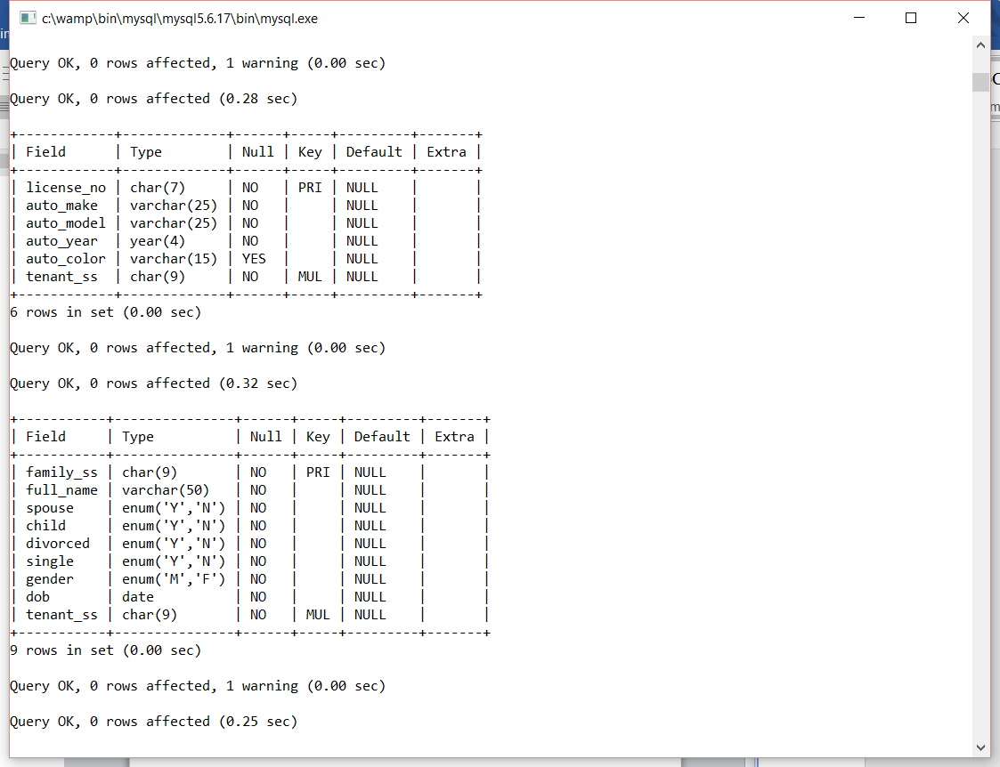 c:\wamp\bin\mysql\mysql5.6.17\bin\mysql.exe
Query OK, 0 rows affected, 1 warning (0.00 sec)
Query OK, 0 rows affected (0.28 sec)
+------------+-------------+------+-----+---------+-------+
| Field      | Type        | Null | Key | Default | Extra |
+------------+-------------+------+-----+---------+-------+
| license_no | char(7)     | NO   | PRI | NULL    |       |
| auto_make  | varchar(25) | NO   |     | NULL    |       |
| auto_model | varchar(25) | NO   |     | NULL    |       |
| auto_year  | year(4)     | NO   |     | NULL    |       |
| auto_color | varchar(15) | YES  |     | NULL    |       |
| tenant_ss  | char(9)     | NO   | MUL | NULL    |       |
+------------+-------------+------+-----+---------+-------+
6 rows in set (0.00 sec)
Query OK, 0 rows affected, 1 warning (0.00 sec)
Query OK, 0 rows affected (0.32 sec)
+-----------+---------------+------+-----+---------+-------+
| Field     | Type          | Null | Key | Default | Extra |
+-----------+---------------+------+-----+---------+-------+
| family_ss | char(9)       | NO   | PRI | NULL    |       |
| full_name | varchar(50)   | NO   |     | NULL    |       |
| spouse    | enum('Y','N') | NO   |     | NULL    |       |
| child     | enum('Y','N') | NO   |     | NULL    |       |
| divorced  | enum('Y','N') | NO   |     | NULL    |       |
| single    | enum('Y','N') | NO   |     | NULL    |       |
| gender    | enum('M','F') | NO   |     | NULL    |       |
| dob       | date          | NO   |     | NULL    |       |
| tenant_ss | char(9)       | NO   | MUL | NULL    |       |
+-----------+---------------+------+-----+---------+-------+
9 rows in set (0.00 sec)
Query OK, 0 rows affected, 1 warning (0.00 sec)
Query OK, 0 rows affected (0.25 sec)